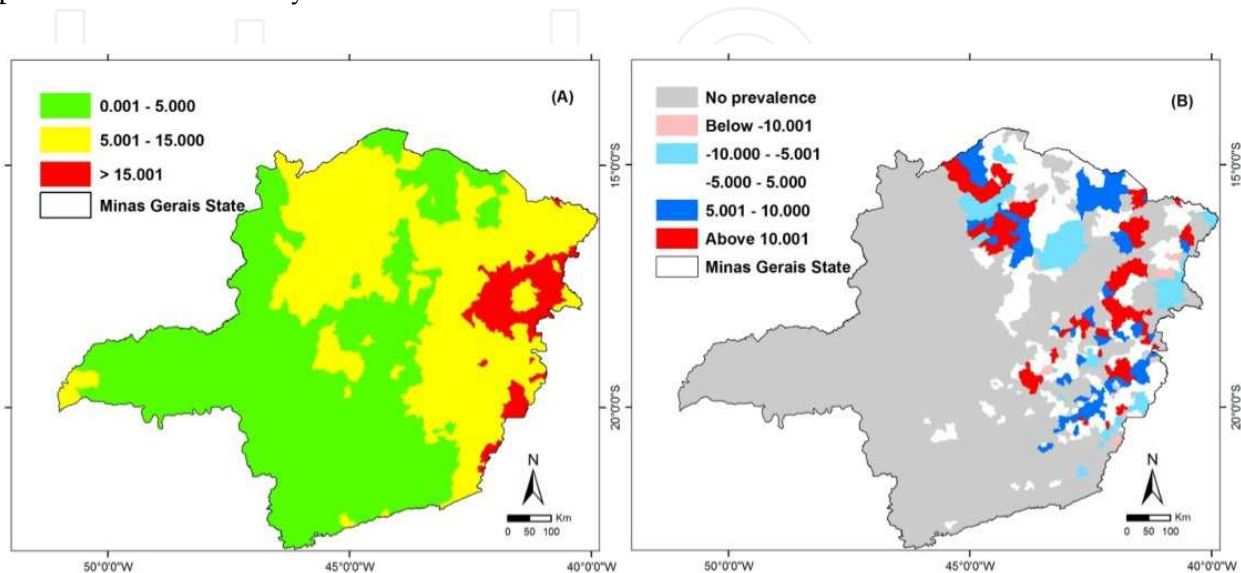 (A)
0.001 - 5.000
5.001 - 15.000
> 15.001
Minas Gerais State
N
Km
0 50 100
15°0'0"S
20°0'0"S
50°0'0"W
45°0'0"W
40°0'0"W
(B)
No prevalence
Below -10.001
-10.000 - -5.001
-5.000 - 5.000
5.001 - 10.000
Above 10.001
Minas Gerais State
N
Km
0 50 100
15°0'0"S
20°0'0"S
50°0'0"W
45°0'0"W
40°0'0"W